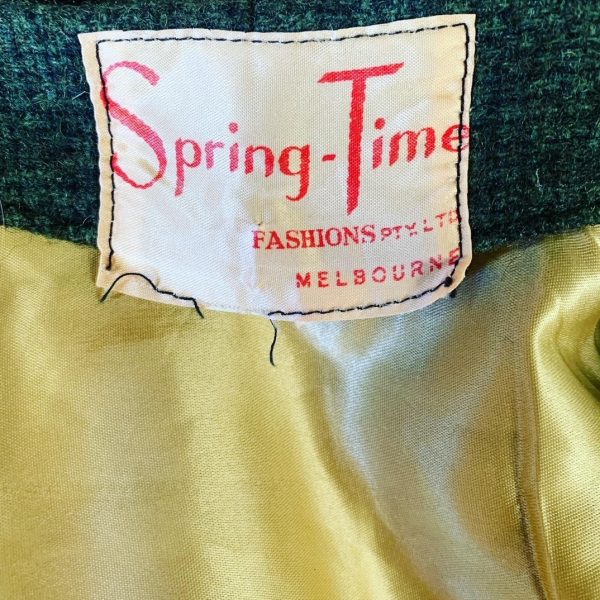 Spring-Time
FASHIONS PTY. LTD
MELBOURNE